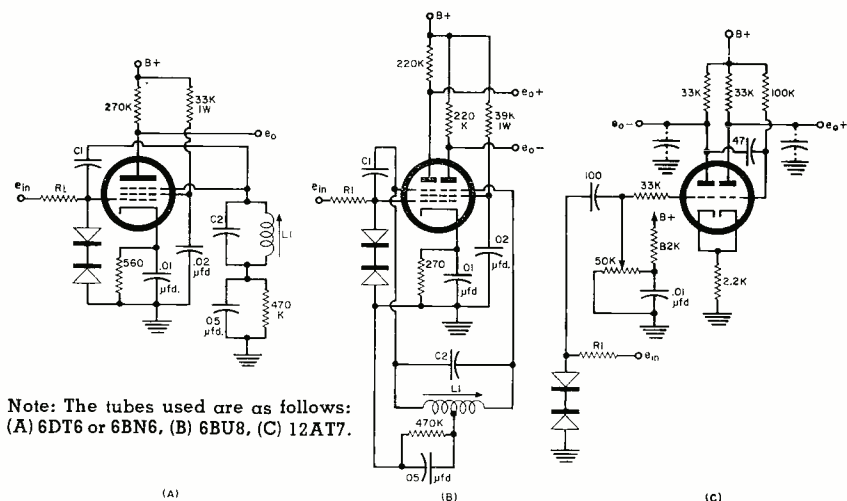 B+
270K
33K
1W
eo
C1
ein
R1
C2
L1
560
.01
µfd.
.02
µfd
.05
µfd.
470
K
(A)
B+
220K
eo+
220
K
39K
1W
eo-
C1
ein
R1
270
.01
µfd
.02
µfd.
C2
L1
470K
.05
µfd
(B)
B+
33K
33K
100K
eo-
eo+
47
100
33K
B+
82K
50K
.01
µfd
2.2K
R1
ein
(C)
Note: The tubes used are as follows:
(A) 6DT6 or 6BN6, (B) 6BU8, (C) 12AT7.